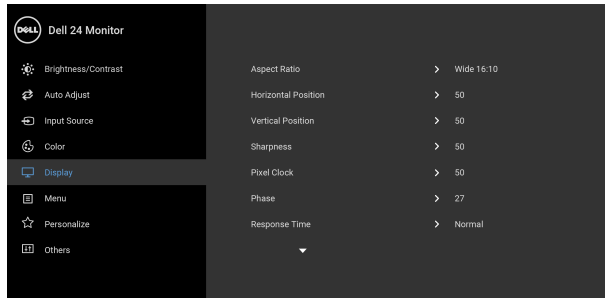 DELL Dell 24 Monitor
Brightness/Contrast
Auto Adjust
Input Source
Color
Display
Menu
Personalize
Others
Aspect Ratio Wide 16:10
Horizontal Position 50
Vertical Position 50
Sharpness 50
Pixel Clock 50
Phase 27
Response Time Normal